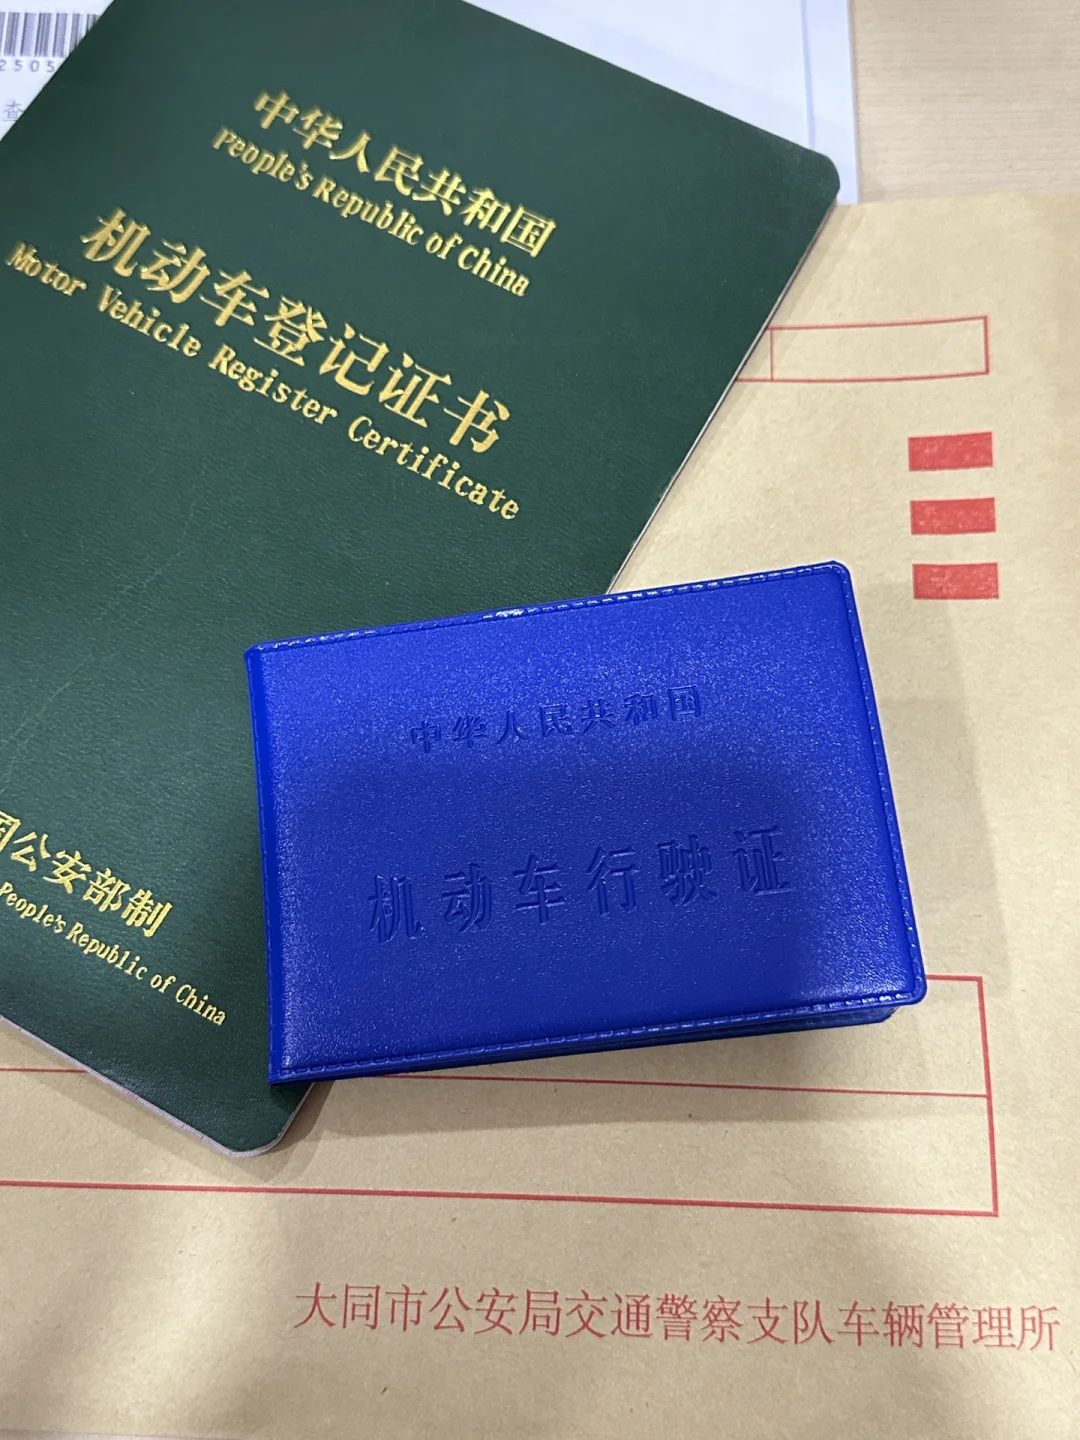 2505
查
中华人民共和国
People's Republic of China
机动车登记证书
Motor Vehicle Register Certificate
国公安部制
People's Republic of China
中华人民共和国
机动车行驶证
大同市公安局交通警察支队车辆管理所